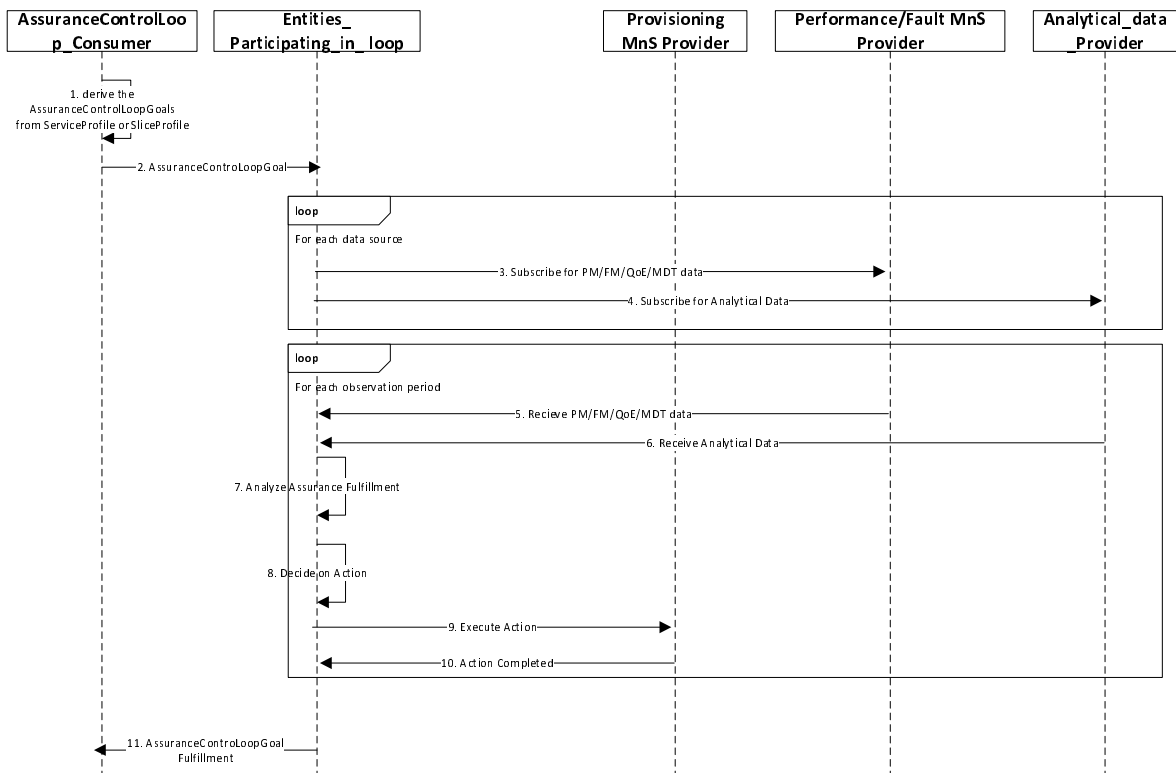 AssuranceControlLoo
p_Consumer
Entities_
Participating_in_loop
Provisioning
MnS Provider
Performance/Fault MnS
Provider
Analytical_data
_Provider
1. derive the
AssuranceControlLoopGoals
from ServiceProfile or SliceProfile
2. AssuranceControLoopGoal
loop
For each data source
3. Subscribe for PM/FM/QoE/MDT data
4. Subscribe for Analytical Data
loop
For each observation period
5. Recieve PM/FM/QoE/MDT data
6. Receive Analytical Data
7. Analyze Assurance Fulfillment
8. Decide on Action
9. Execute Action
10. Action Completed
11. AssuranceControLoopGoal
Fulfillment